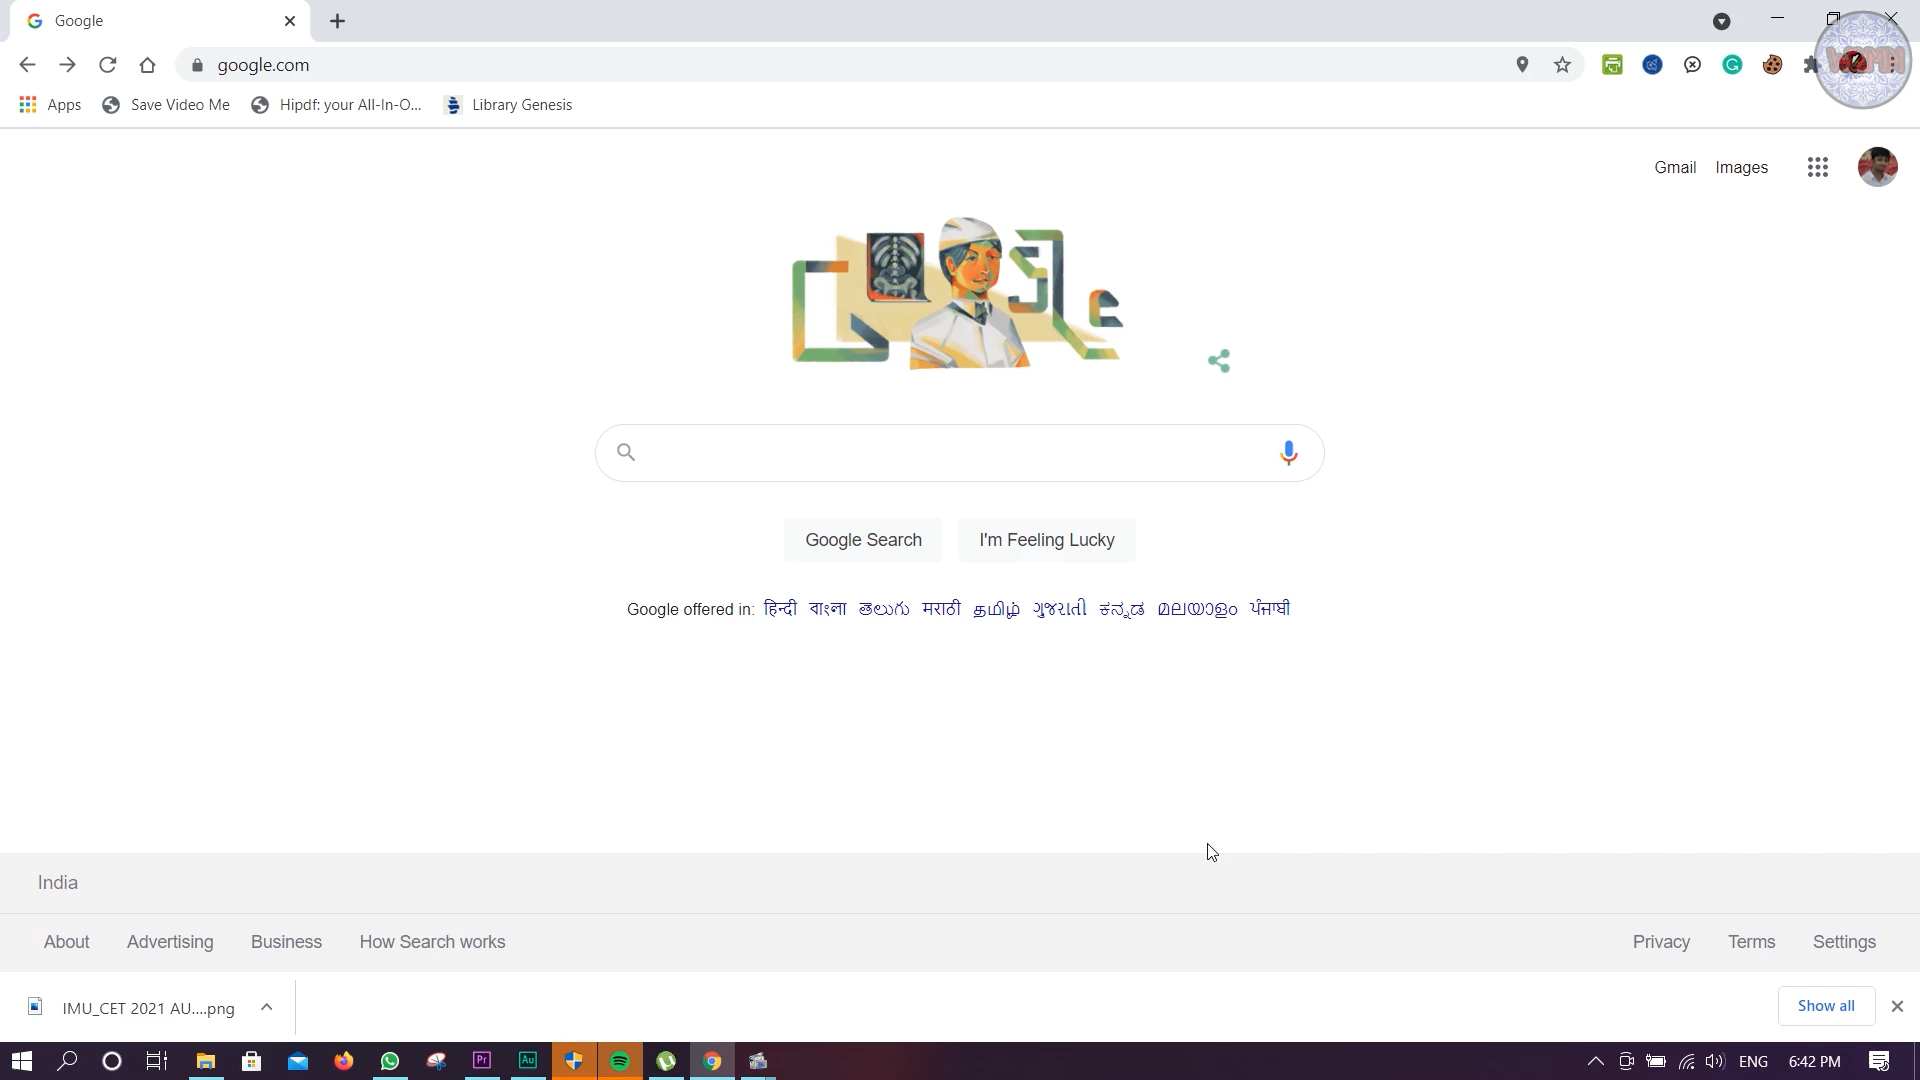 Google
google.com
Apps Save Video Me Hipdf: your All-In-O... Library Genesis
Gmail Images
Google Search I'm Feeling Lucky
Google offered in: हिन्दी বাংলা తెలుగు मराठी தமிழ் ગુજરાતી ಕನ್ನಡ മലയാളം ਪੰਜਾਬੀ
India
About Advertising Business How Search works Privacy Terms Settings
IMU_CET 2021 AU....png Show all
Pr Au ENG 6:42 PM